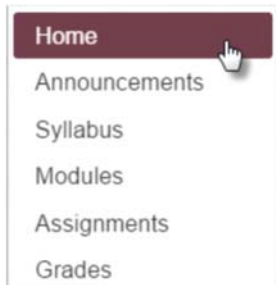 Home
Announcements
Syllabus
Modules
Assignments
Grades